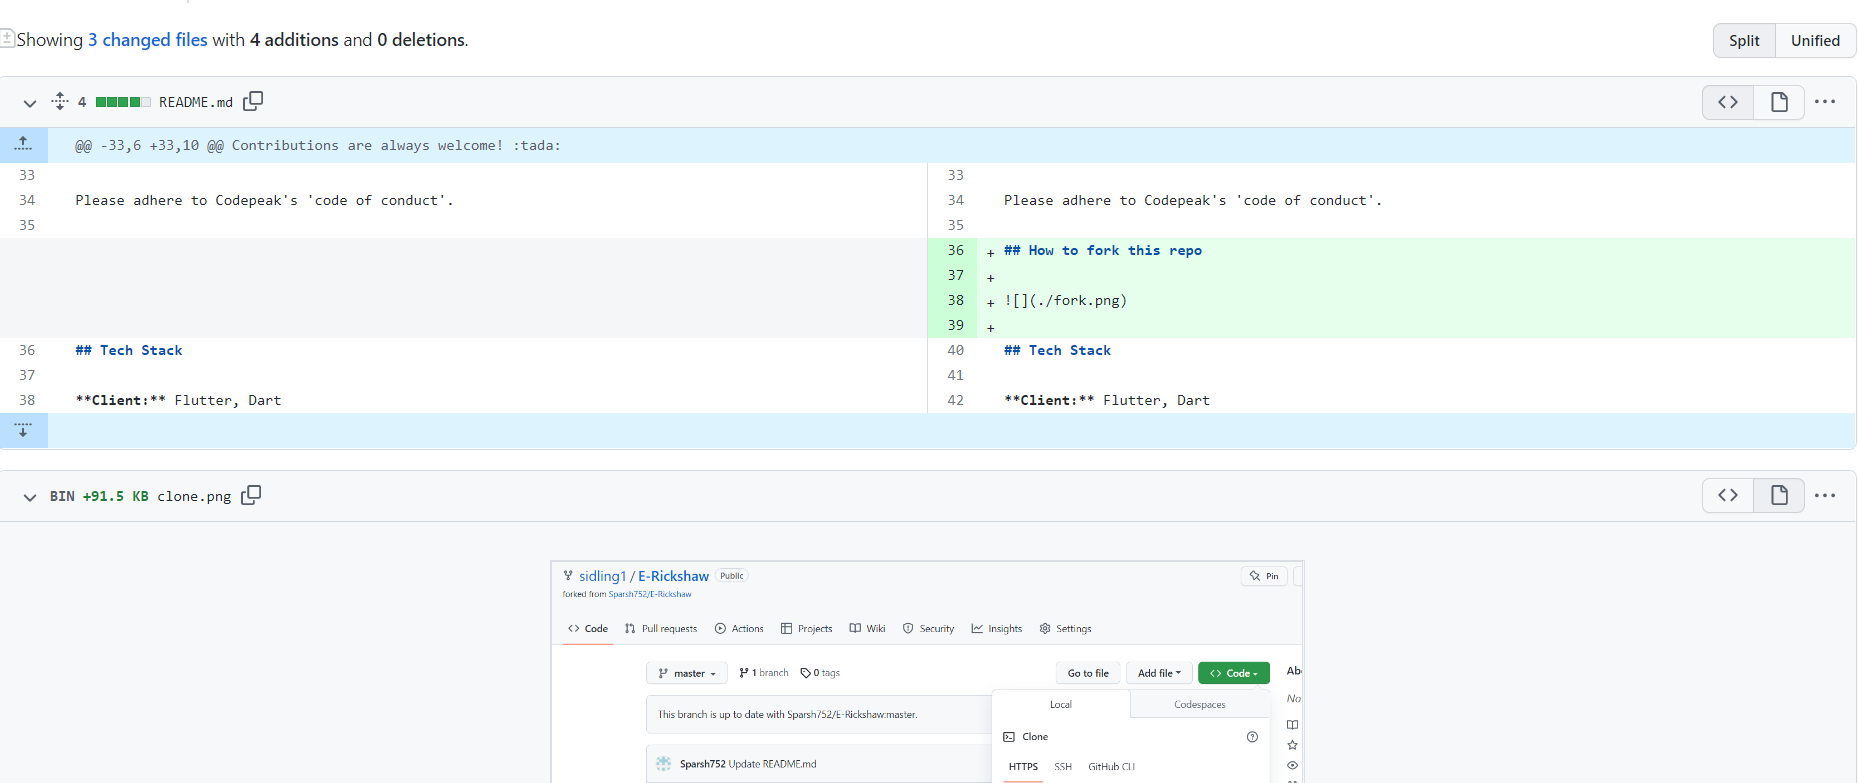 Showing 3 changed files with 4 additions and 0 deletions.
Split Unified
4 README.md
@@ -33,6 +33,10 @@ Contributions are always welcome! :tada:
33 33
34 Please adhere to Codepeak's 'code of conduct'. 34 Please adhere to Codepeak's 'code of conduct'.
35 35
36 + ## How to fork this repo
37 +
38 + ![](./fork.png)
39 +
36 ## Tech Stack 40 ## Tech Stack
37 41
38 **Client:** Flutter, Dart 42 **Client:** Flutter, Dart
BIN +91.5 KB clone.png
sidling1 / E-Rickshaw Public Pin
forked from Sparsh752/E-Rickshaw
Code Pull requests Actions Projects Wiki Security Insights Settings
master 1 branch 0 tags Go to file Add file Code
Local Codespaces No
This branch is up to date with Sparsh752/E-Rickshaw:master.
Clone
Sparsh752 Update README.md
HTTPS SSH GitHub CLI